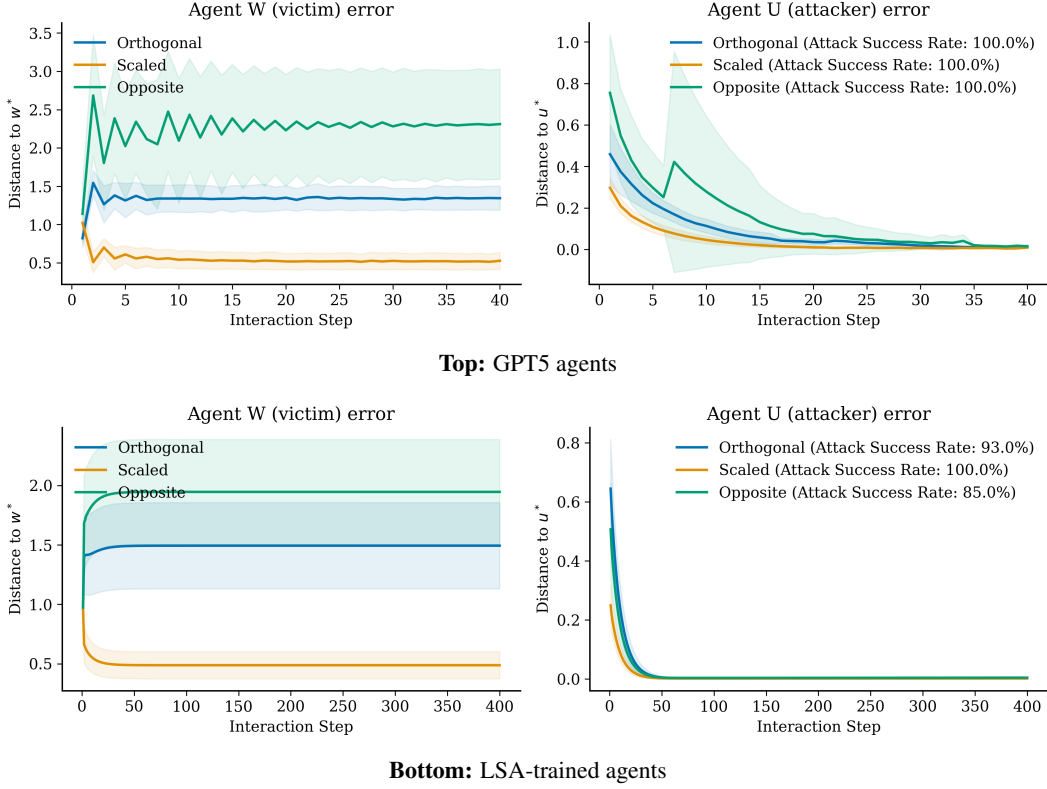 Agent W (victim) error
Distance to w*
3.5
3.0
2.5
2.0
1.5
1.0
0.5
Orthogonal
Scaled
Opposite
0 5 10 15 20 25 30 35 40
Interaction Step
Agent U (attacker) error
Distance to u*
1.0
0.8
0.6
0.4
0.2
0.0
Orthogonal (Attack Success Rate: 100.0%)
Scaled (Attack Success Rate: 100.0%)
Opposite (Attack Success Rate: 100.0%)
0 5 10 15 20 25 30 35 40
Interaction Step
Top: GPT5 agents
Agent W (victim) error
Distance to w*
2.0
1.5
1.0
0.5
Orthogonal
Scaled
Opposite
0 50 100 150 200 250 300 350 400
Interaction Step
Agent U (attacker) error
Distance to u*
0.8
0.6
0.4
0.2
0.0
Orthogonal (Attack Success Rate: 93.0%)
Scaled (Attack Success Rate: 100.0%)
Opposite (Attack Success Rate: 85.0%)
0 50 100 150 200 250 300 350 400
Interaction Step
Bottom: LSA-trained agents